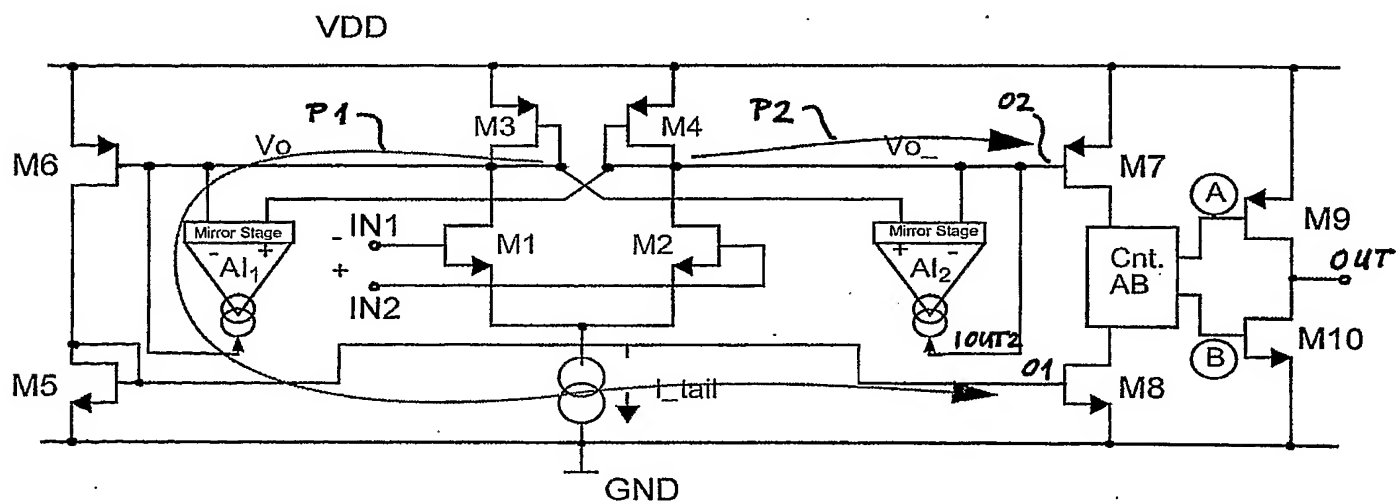 VDD
P1
P2
O2
M3
M4
M6
Vo
Vo_
M7
A
M9
Mirror Stage
- +
AI₁
- IN1
+
IN2
M1
M2
Mirror Stage
+ -
AI₂
Cnt.
AB
OUT
IOUT2
B
M10
M5
I_tail
O1
M8
GND